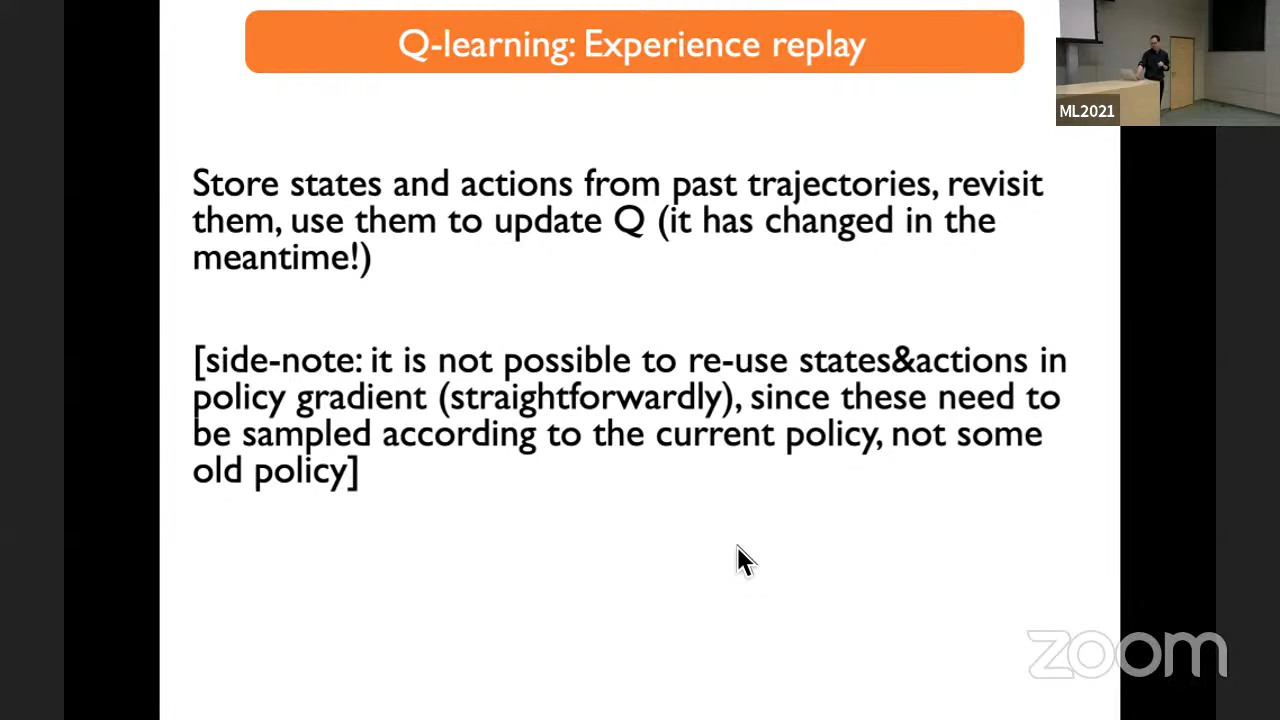 Q-learning: Experience replay
ML2021
Store states and actions from past trajectories, revisit
them, use them to update Q (it has changed in the
meantime!)
[side-note: it is not possible to re-use states&actions in
policy gradient (straightforwardly), since these need to
be sampled according to the current policy, not some
old policy]
zoom